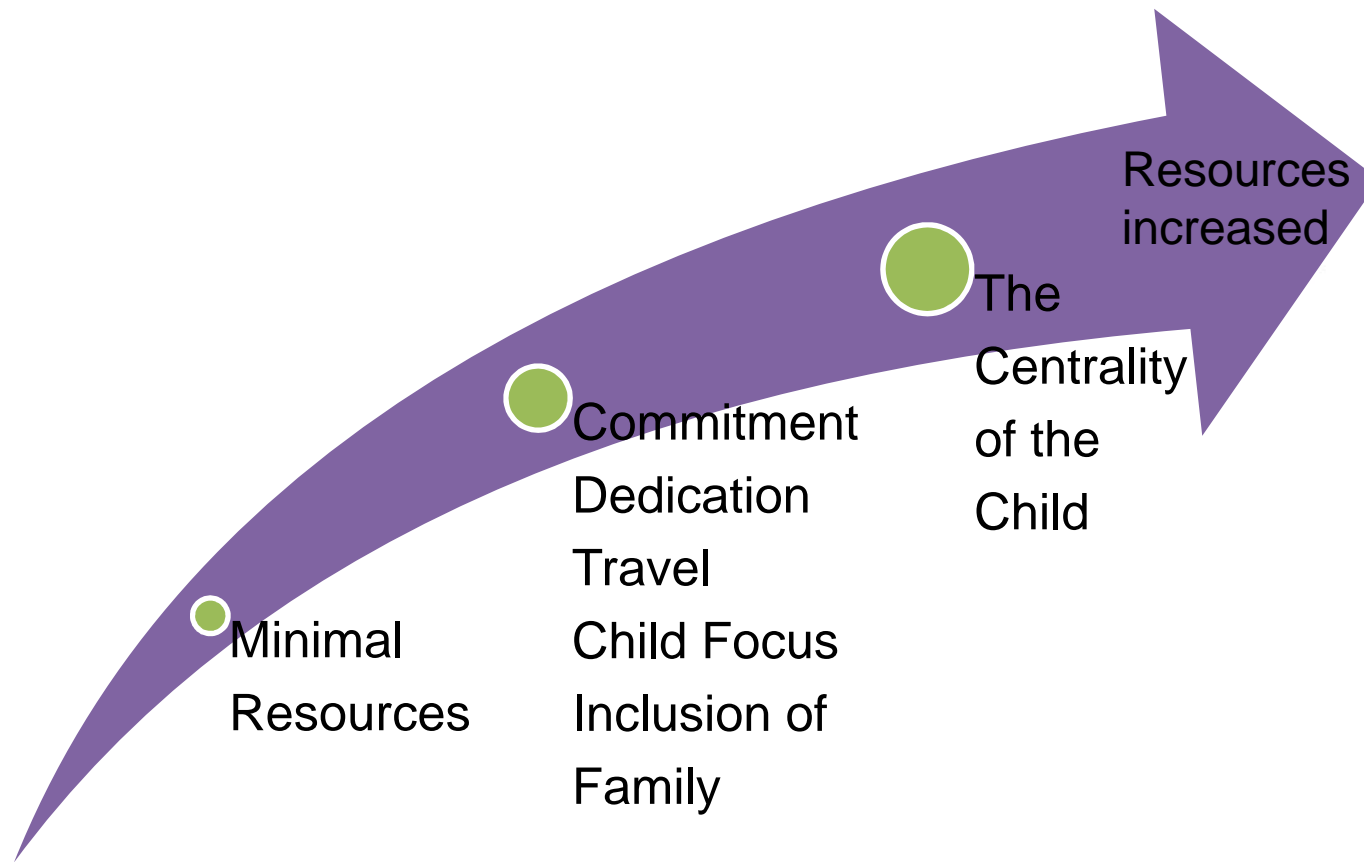 Minimal
Resources
Commitment
Dedication
Travel
Child Focus
Inclusion of
Family
The
Centrality
of the
Child
Resources
increased